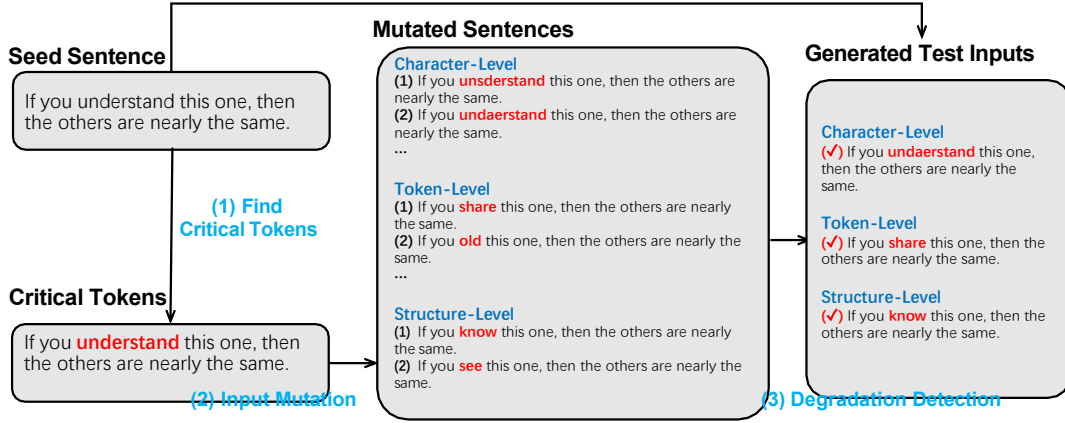 Seed Sentence
If you understand this one, then
the others are nearly the same.
(1) Find
Critical Tokens
Critical Tokens
If you understand this one, then
the others are nearly the same.
(2) Input Mutation
Mutated Sentences
Character-Level
(1) If you unsderstand this one, then the others are
nearly the same.
(2) If you undaerstand this one, then the others are
nearly the same.
...
Token-Level
(1) If you share this one, then the others are nearly
the same.
(2) If you old this one, then the others are nearly the
same.
...
Structure-Level
(1) If you know this one, then the others are nearly
the same.
(2) If you see this one, then the others are nearly the
same.
(3) Degradation Detection
Generated Test Inputs
Character-Level
(✓) If you undaerstand this one,
then the others are nearly the
same.
Token-Level
(✓) If you share this one, then the
others are nearly the same.
Structure-Level
(✓) If you know this one, then the
others are nearly the same.